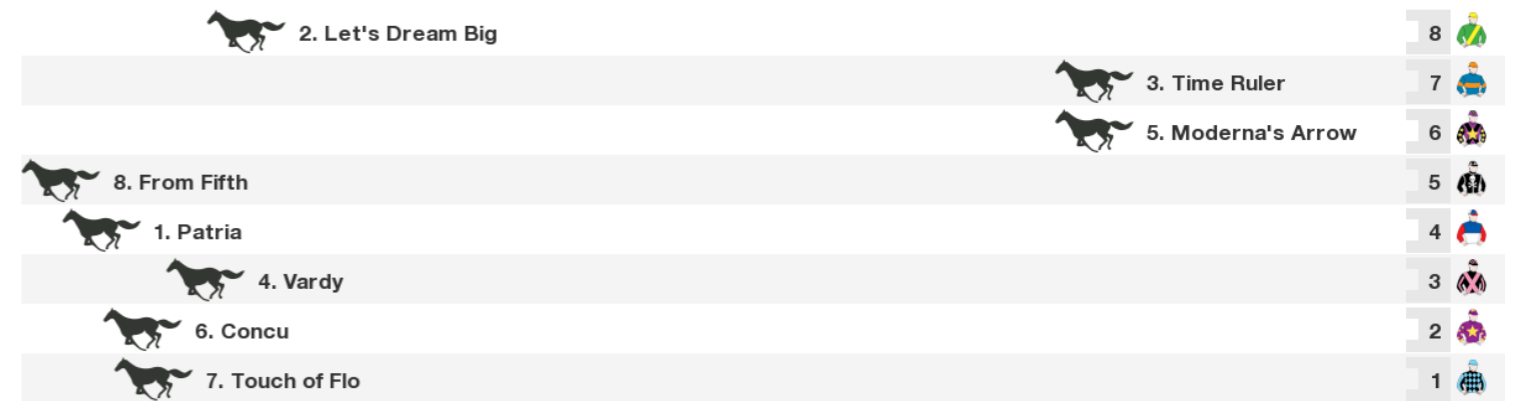 2. Let's Dream Big 8
3. Time Ruler 7
5. Moderna's Arrow 6
8. From Fifth 5
1. Patria 4
4. Vardy 3
6. Concu 2
7. Touch of Flo 1